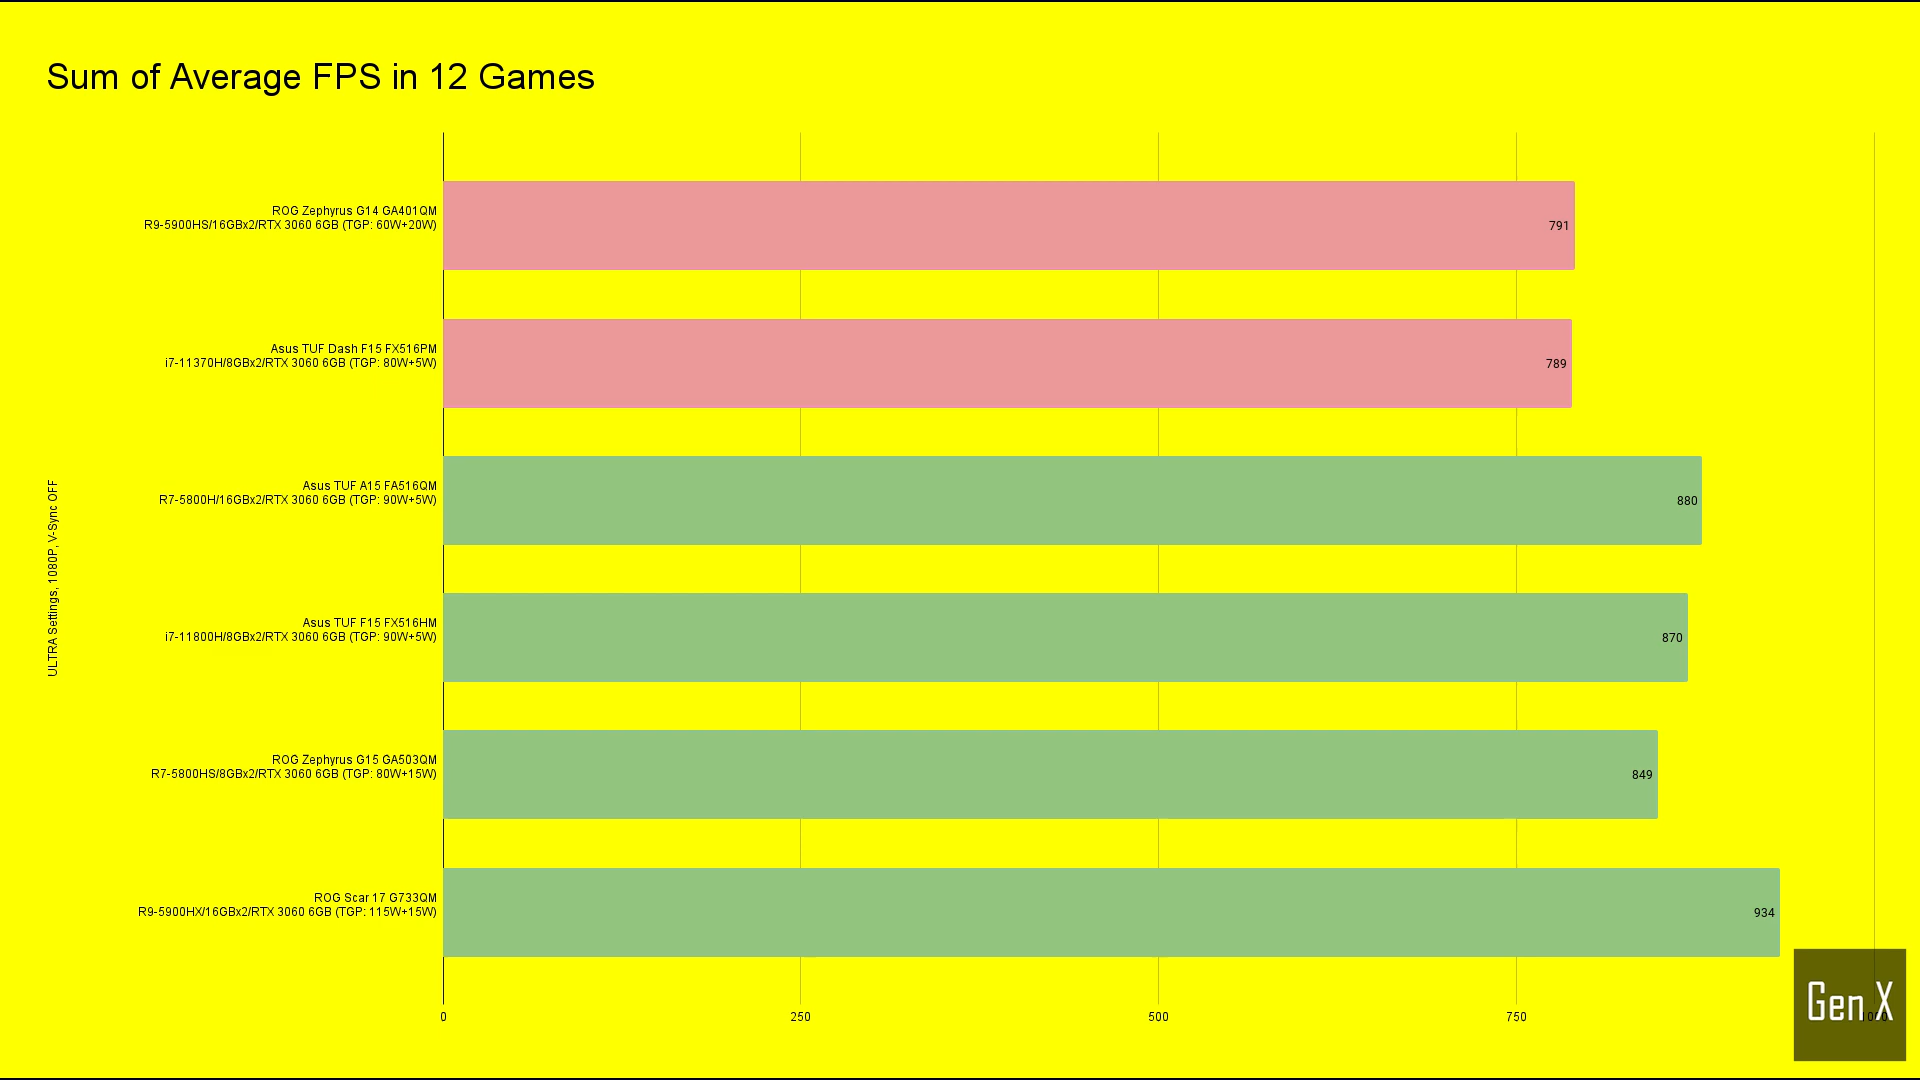 Sum of Average FPS in 12 Games
ULTRA Settings, 1080P, V-Sync OFF
ROG Zephyrus G14 GA401QM
R9-5900HS/16GBx2/RTX 3060 6GB (TGP: 60W+20W)
791
Asus TUF Dash F15 FX516PM
i7-11370H/8GBx2/RTX 3060 6GB (TGP: 80W+5W)
789
Asus TUF A15 FA516QM
R7-5800H/16GBx2/RTX 3060 6GB (TGP: 90W+5W)
880
Asus TUF F15 FX516HM
i7-11800H/8GBx2/RTX 3060 6GB (TGP: 90W+5W)
870
ROG Zephyrus G15 GA503QM
R7-5800HS/8GBx2/RTX 3060 6GB (TGP: 80W+15W)
849
ROG Scar 17 G733QM
R9-5900HX/16GBx2/RTX 3060 6GB (TGP: 115W+15W)
934
0 250 500 750 1000
Gen X